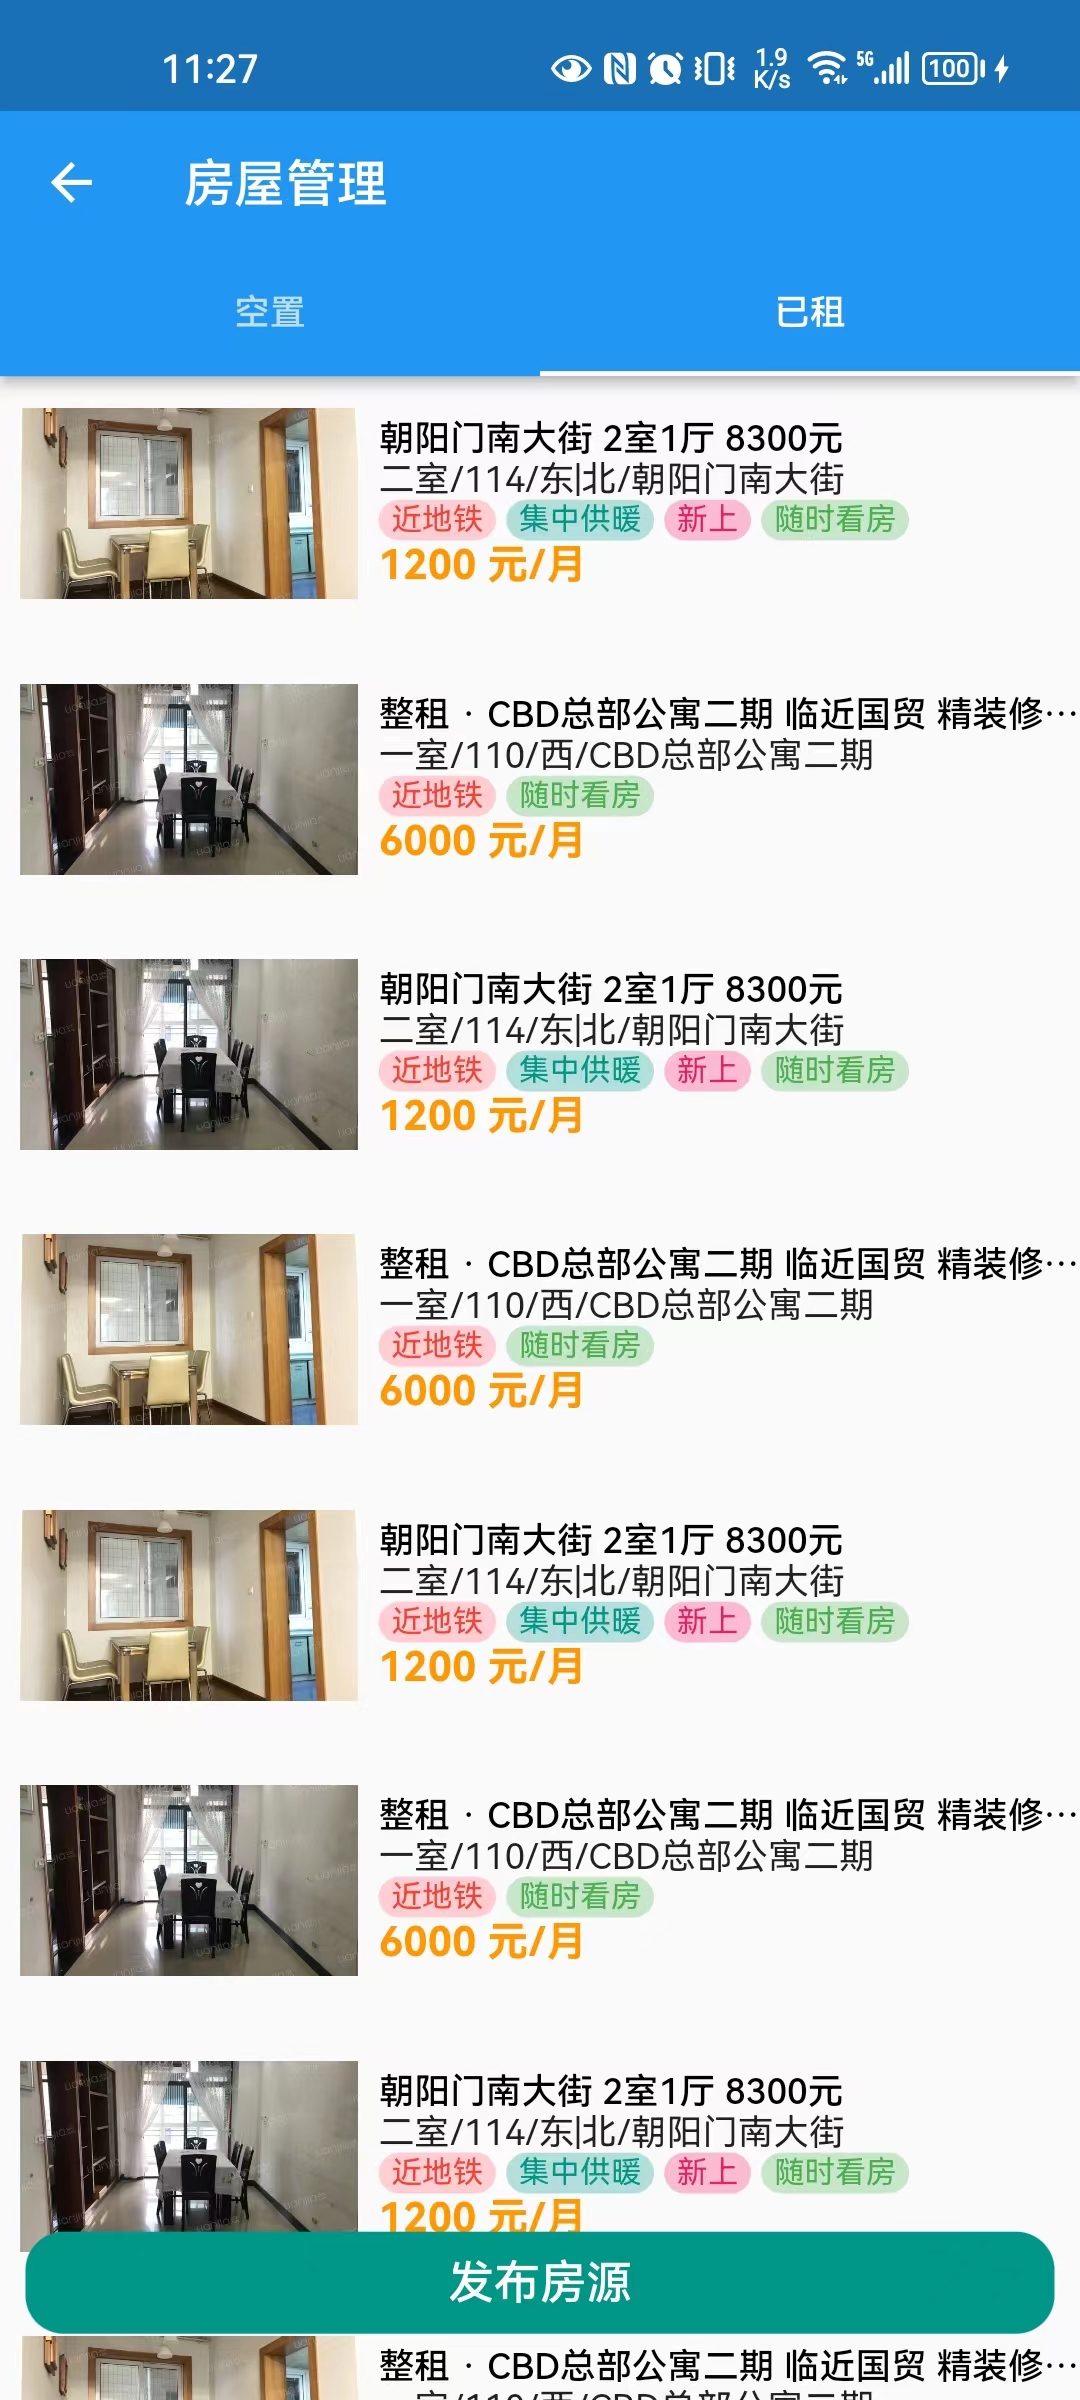 11:27
1.9
K/s
5G
100
房屋管理
空置
已租
朝阳门南大街 2室1厅 8300元
二室/114/东|北/朝阳门南大街
近地铁 集中供暖 新上 随时看房
1200 元/月
整租 · CBD总部公寓二期 临近国贸 精装修…
一室/110/西/CBD总部公寓二期
近地铁 随时看房
6000 元/月
朝阳门南大街 2室1厅 8300元
二室/114/东|北/朝阳门南大街
近地铁 集中供暖 新上 随时看房
1200 元/月
整租 · CBD总部公寓二期 临近国贸 精装修…
一室/110/西/CBD总部公寓二期
近地铁 随时看房
6000 元/月
朝阳门南大街 2室1厅 8300元
二室/114/东|北/朝阳门南大街
近地铁 集中供暖 新上 随时看房
1200 元/月
整租 · CBD总部公寓二期 临近国贸 精装修…
一室/110/西/CBD总部公寓二期
近地铁 随时看房
6000 元/月
朝阳门南大街 2室1厅 8300元
二室/114/东|北/朝阳门南大街
近地铁 集中供暖 新上 随时看房
1200 元/月
发布房源
整租 · CBD总部公寓二期 临近国贸 精装修…